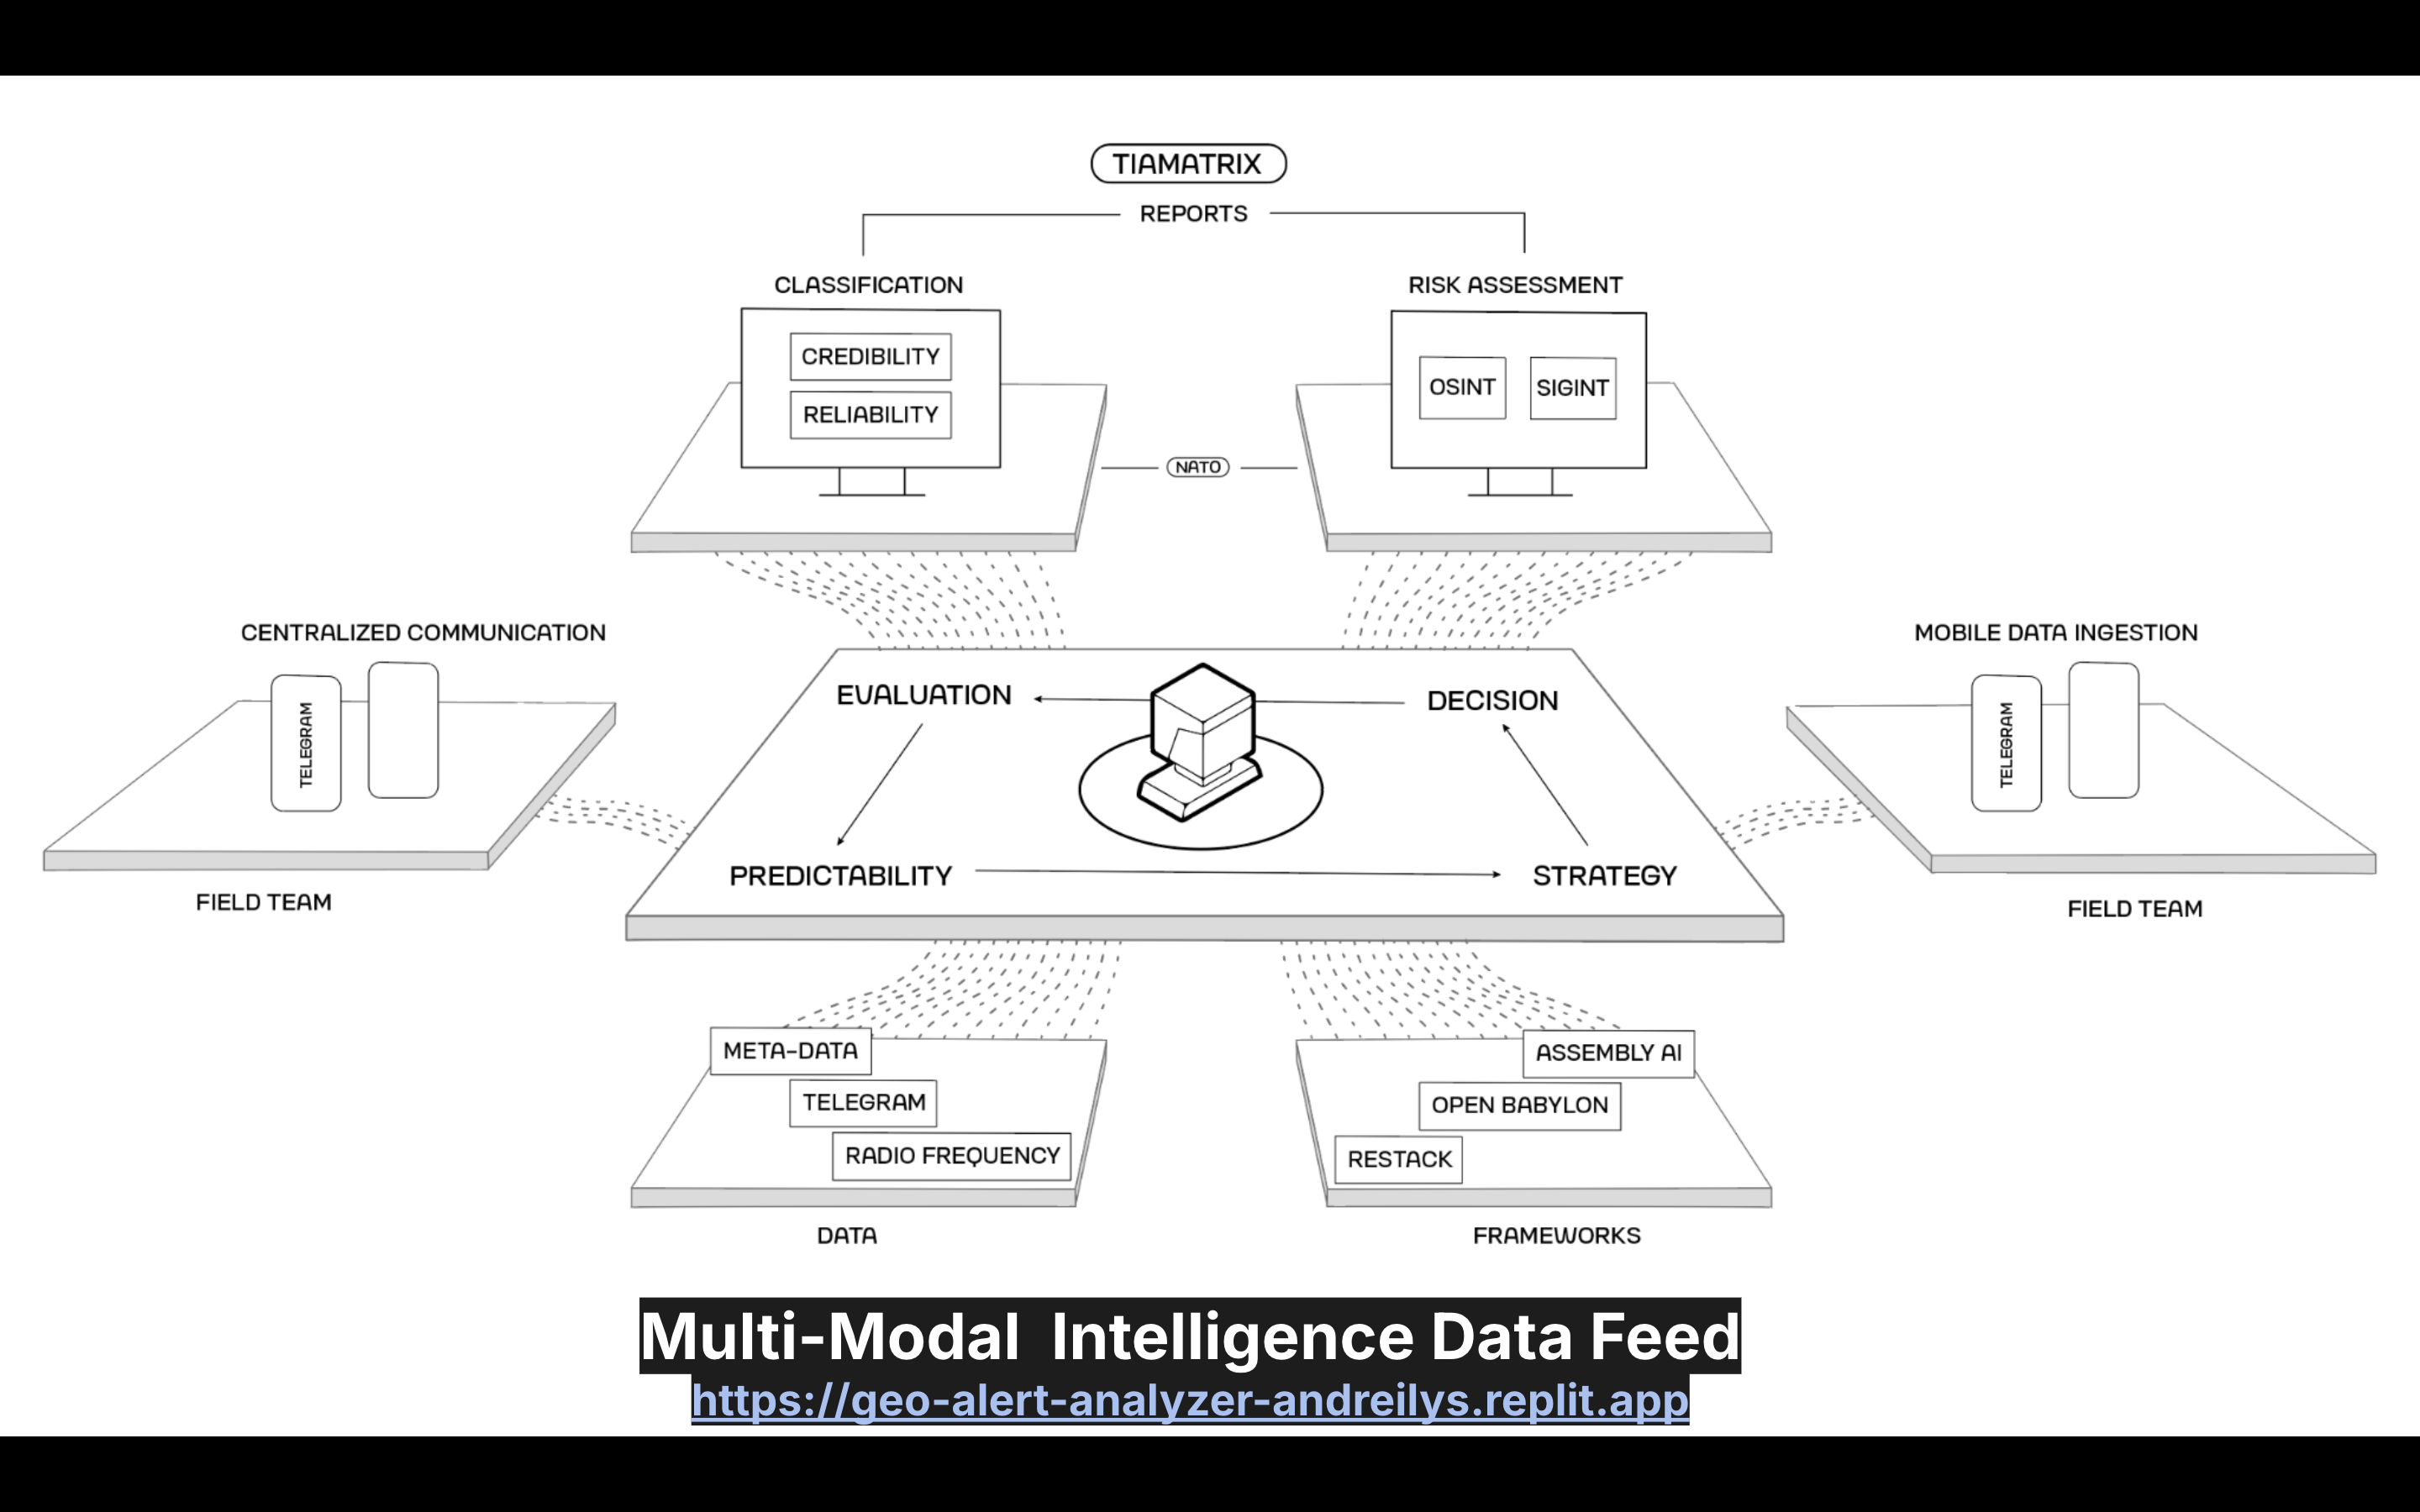 TIAMATRIX
REPORTS
CLASSIFICATION
RISK ASSESSMENT
CREDIBILITY
RELIABILITY
OSINT
SIGINT
NATO
CENTRALIZED COMMUNICATION
MOBILE DATA INGESTION
TELEGRAM
TELEGRAM
EVALUATION
DECISION
PREDICTABILITY
STRATEGY
FIELD TEAM
FIELD TEAM
META-DATA
TELEGRAM
RADIO FREQUENCY
ASSEMBLY AI
OPEN BABYLON
RESTACK
DATA
FRAMEWORKS
Multi-Modal  Intelligence Data Feed
https://geo-alert-analyzer-andreilys.replit.app